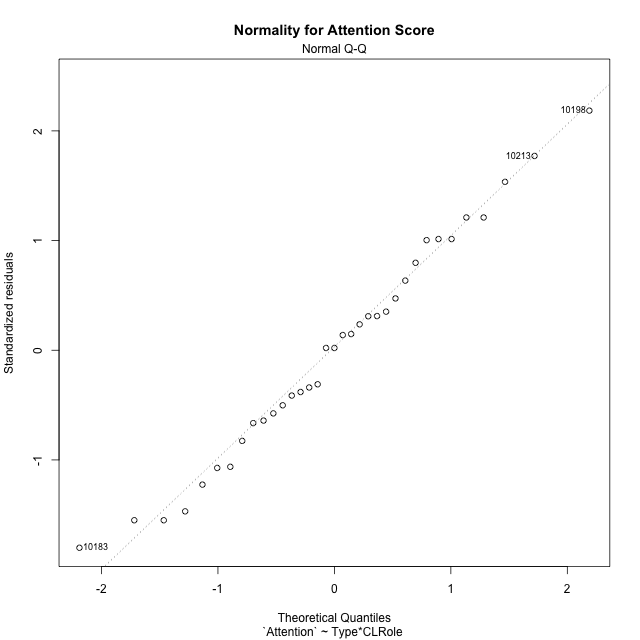 Normality for Attention Score
Normal Q-Q
10198
10213
2
1
0
-1
Standardized residuals
10183
-2 -1 0 1 2
Theoretical Quantiles
`Attention` ~ Type*CLRole